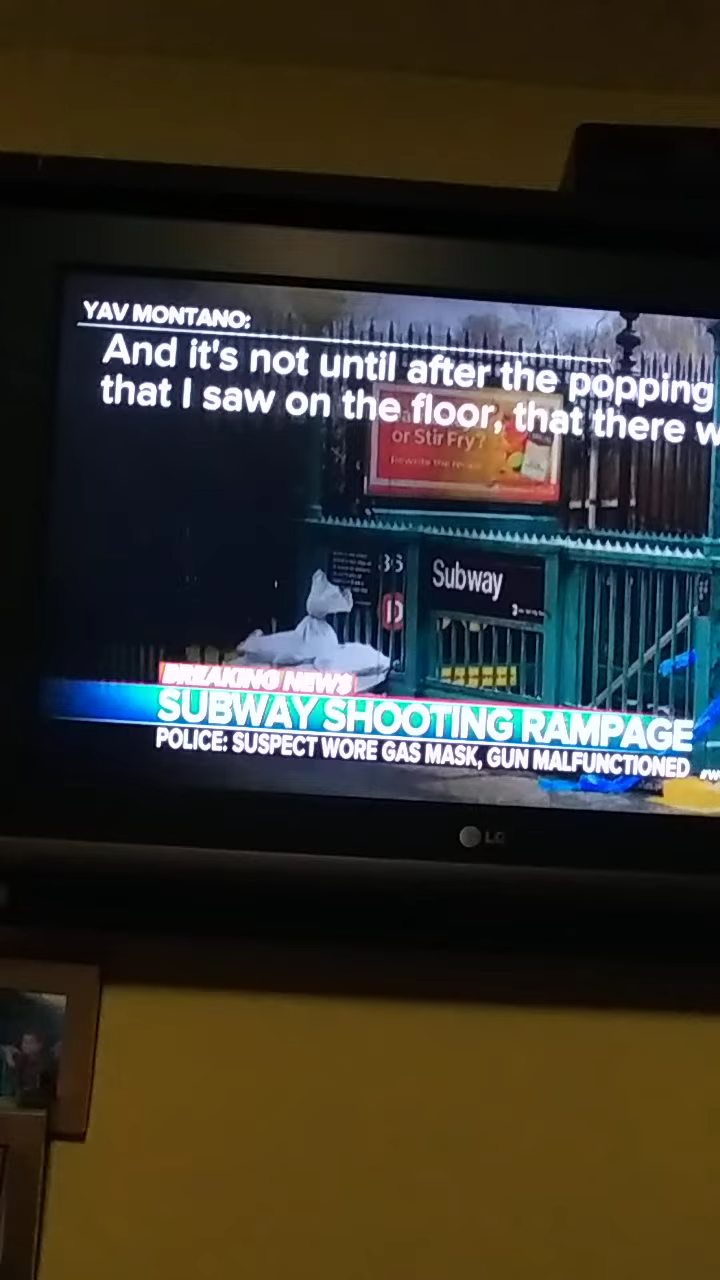 YAV MONTANO:
And it's not until after the popping
that I saw on the floor, that there w
or Stir Fry?
36
D
Subway
BREAKING NEWS
SUBWAY SHOOTING RAMPAGE
POLICE: SUSPECT WORE GAS MASK, GUN MALFUNCTIONED
LG